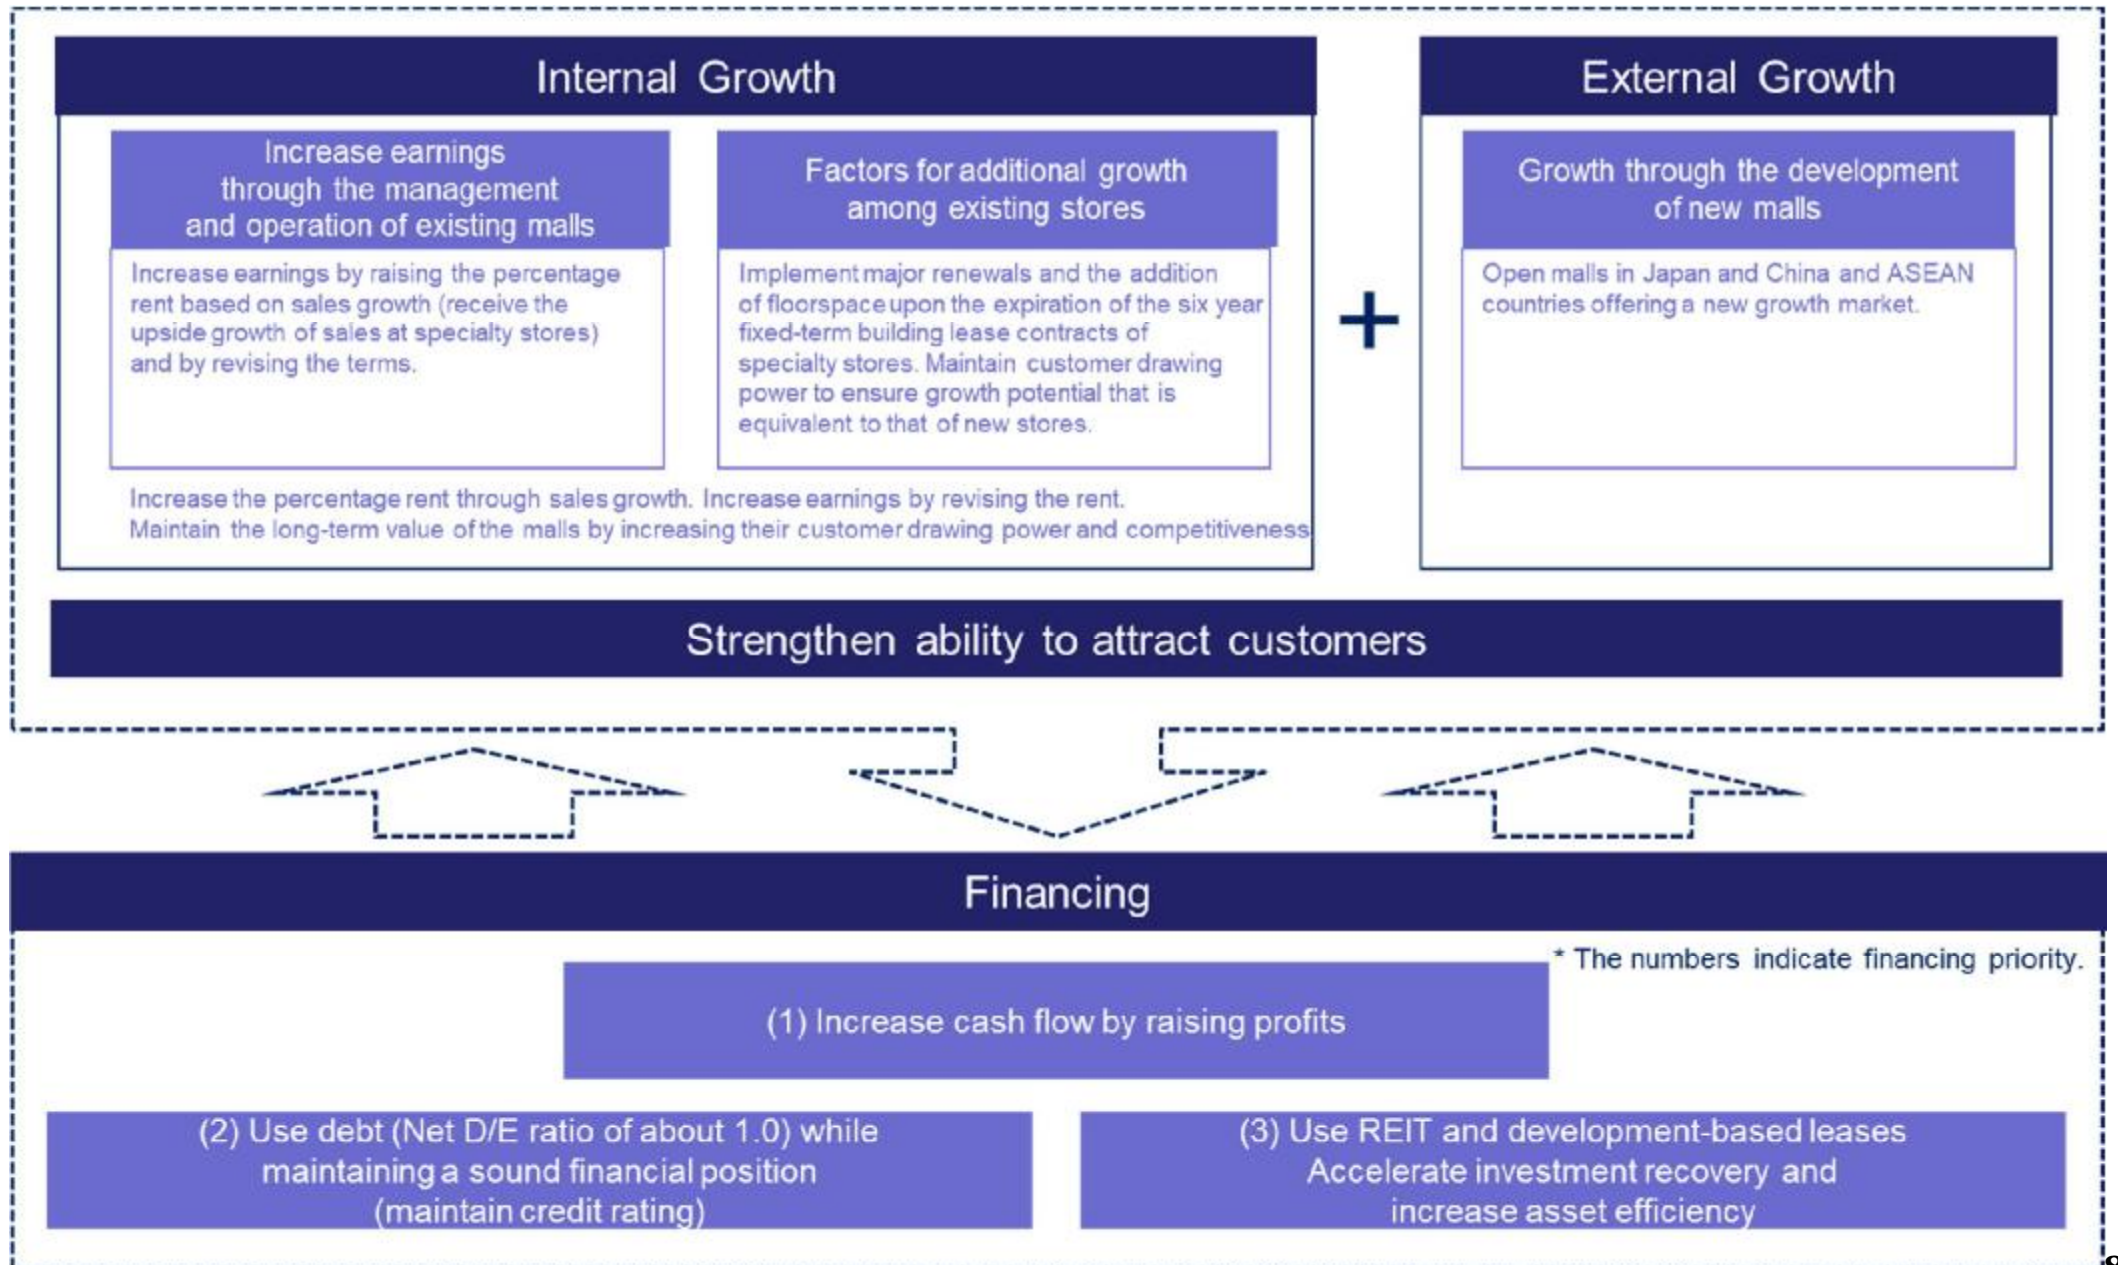 Internal Growth
External Growth
Increase earnings
through the management
and operation of existing malls
Increase earnings by raising the percentage
rent based on sales growth (receive the
upside growth of sales at specialty stores)
and by revising the terms.
Factors for additional growth
among existing stores
Implement major renewals and the addition
of floorspace upon the expiration of the six year
fixed-term building lease contracts of
specialty stores. Maintain customer drawing
power to ensure growth potential that is
equivalent to that of new stores.
Increase the percentage rent through sales growth. Increase earnings by revising the rent.
Maintain the long-term value of the malls by increasing their customer drawing power and competitiveness
+
Growth through the development
of new malls
Open malls in Japan and China and ASEAN
countries offering a new growth market.
Strengthen ability to attract customers
Financing
* The numbers indicate financing priority.
(1) Increase cash flow by raising profits
(2) Use debt (Net D/E ratio of about 1.0) while
maintaining a sound financial position
(maintain credit rating)
(3) Use REIT and development-based leases
Accelerate investment recovery and
increase asset efficiency